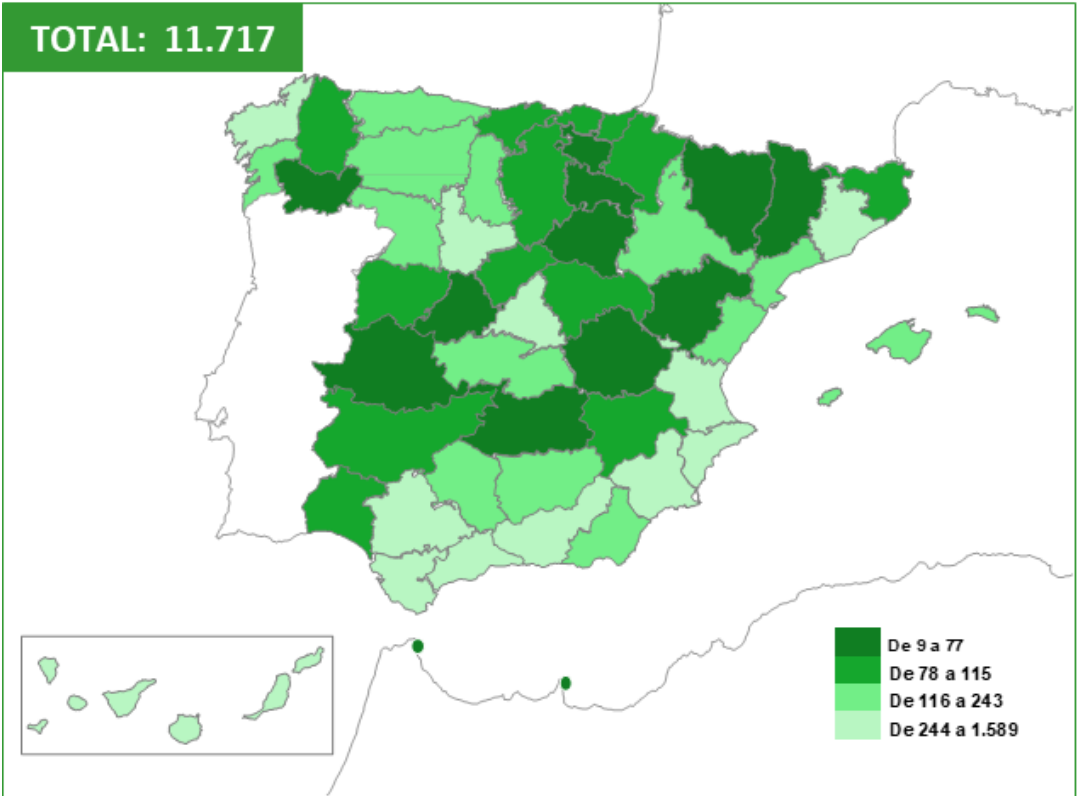 TOTAL: 11.717
De 9 a 77
De 78 a 115
De 116 a 243
De 244 a 1.589